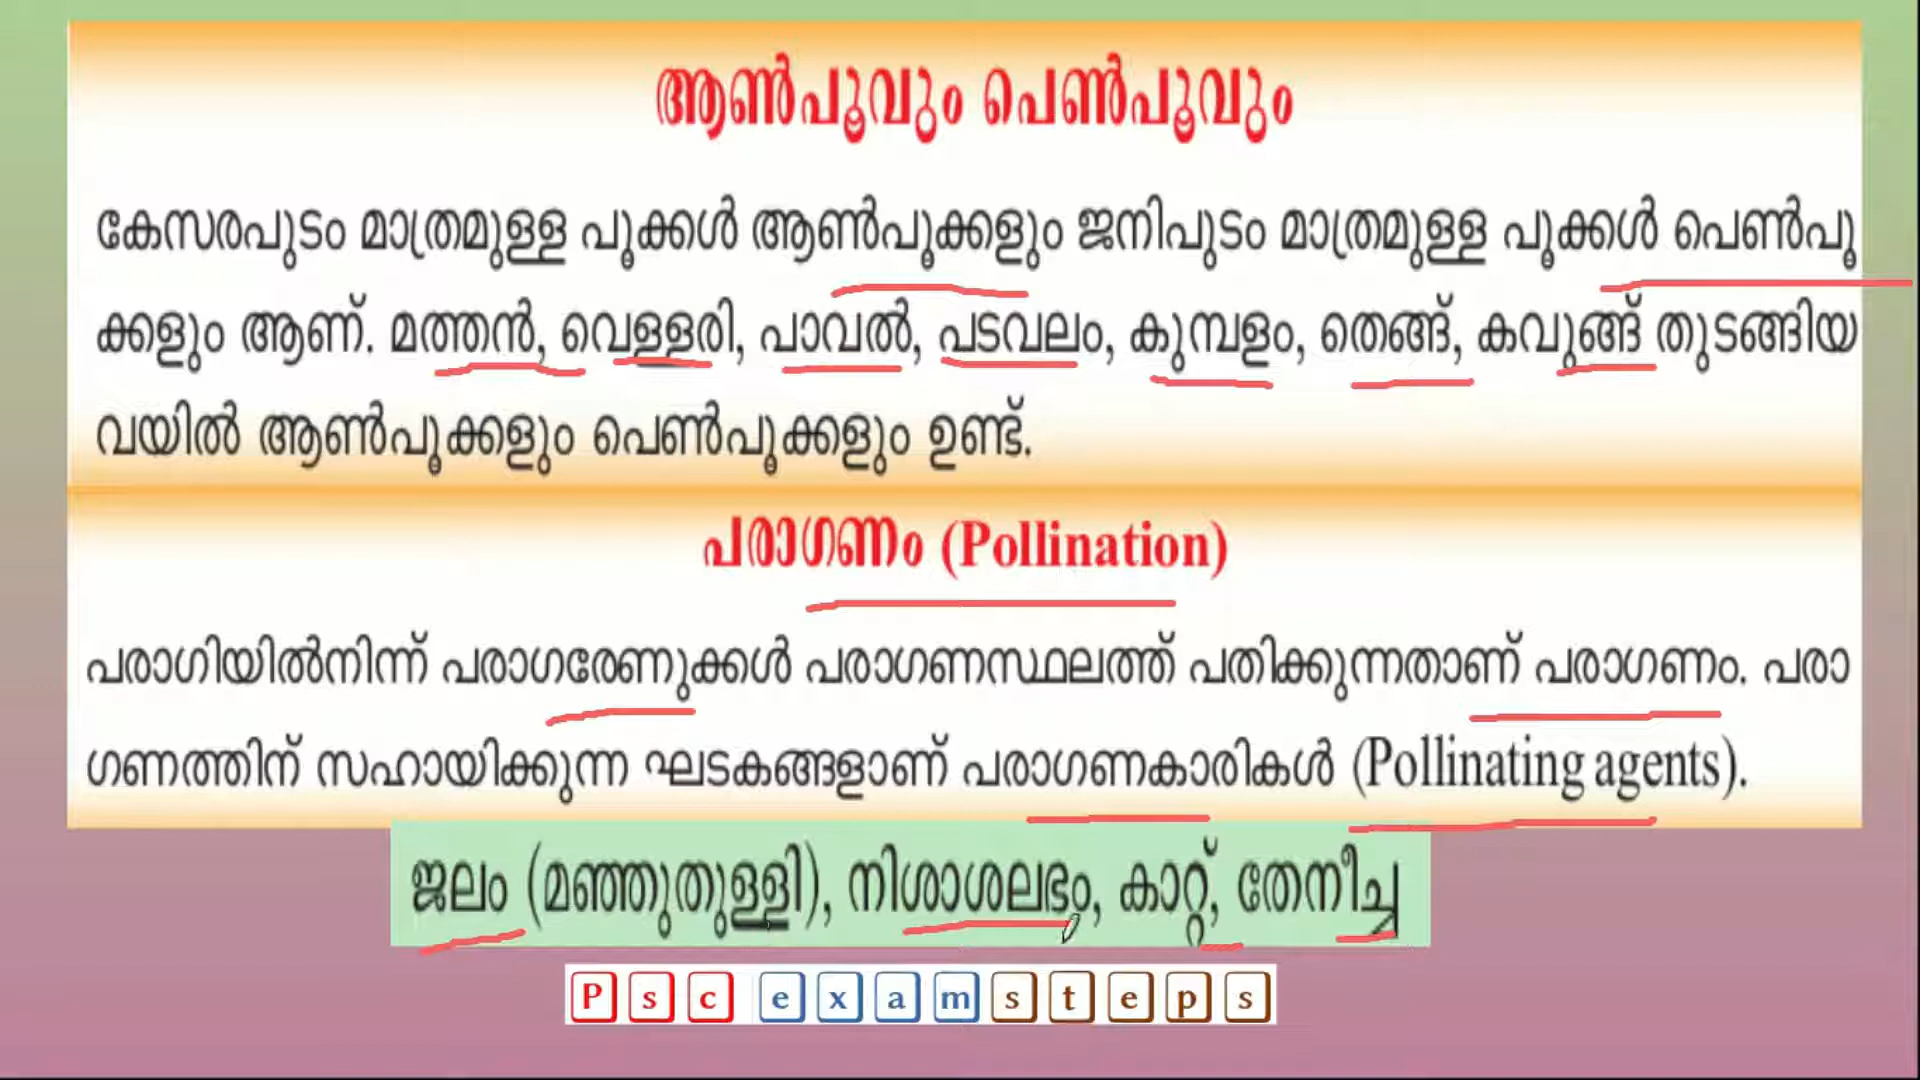 ആൺപൂവും പെൺപൂവും
കേസരപുടം മാത്രമുള്ള പൂക്കൾ ആൺപൂക്കളും ജനിപുടം മാത്രമുള്ള പൂക്കൾ പെൺപൂ
ക്കളും ആണ്. മത്തൻ, വെള്ളരി, പാവൽ, പടവലം, കുമ്പളം, തെങ്ങ്, കവുങ്ങ് തുടങ്ങിയ
വയിൽ ആൺപൂക്കളും പെൺപൂക്കളും ഉണ്ട്.
പരാഗണം (Pollination)
പരാഗിയിൽനിന്ന് പരാഗരേണുക്കൾ പരാഗണസ്ഥലത്ത് പതിക്കുന്നതാണ് പരാഗണം. പരാ
ഗണത്തിന് സഹായിക്കുന്ന ഘടകങ്ങളാണ് പരാഗണകാരികൾ (Pollinating agents).
ജലം (മഞ്ഞുതുള്ളി), നിശാശലഭം, കാറ്റ്, തേനീച്ച
Psc exam steps